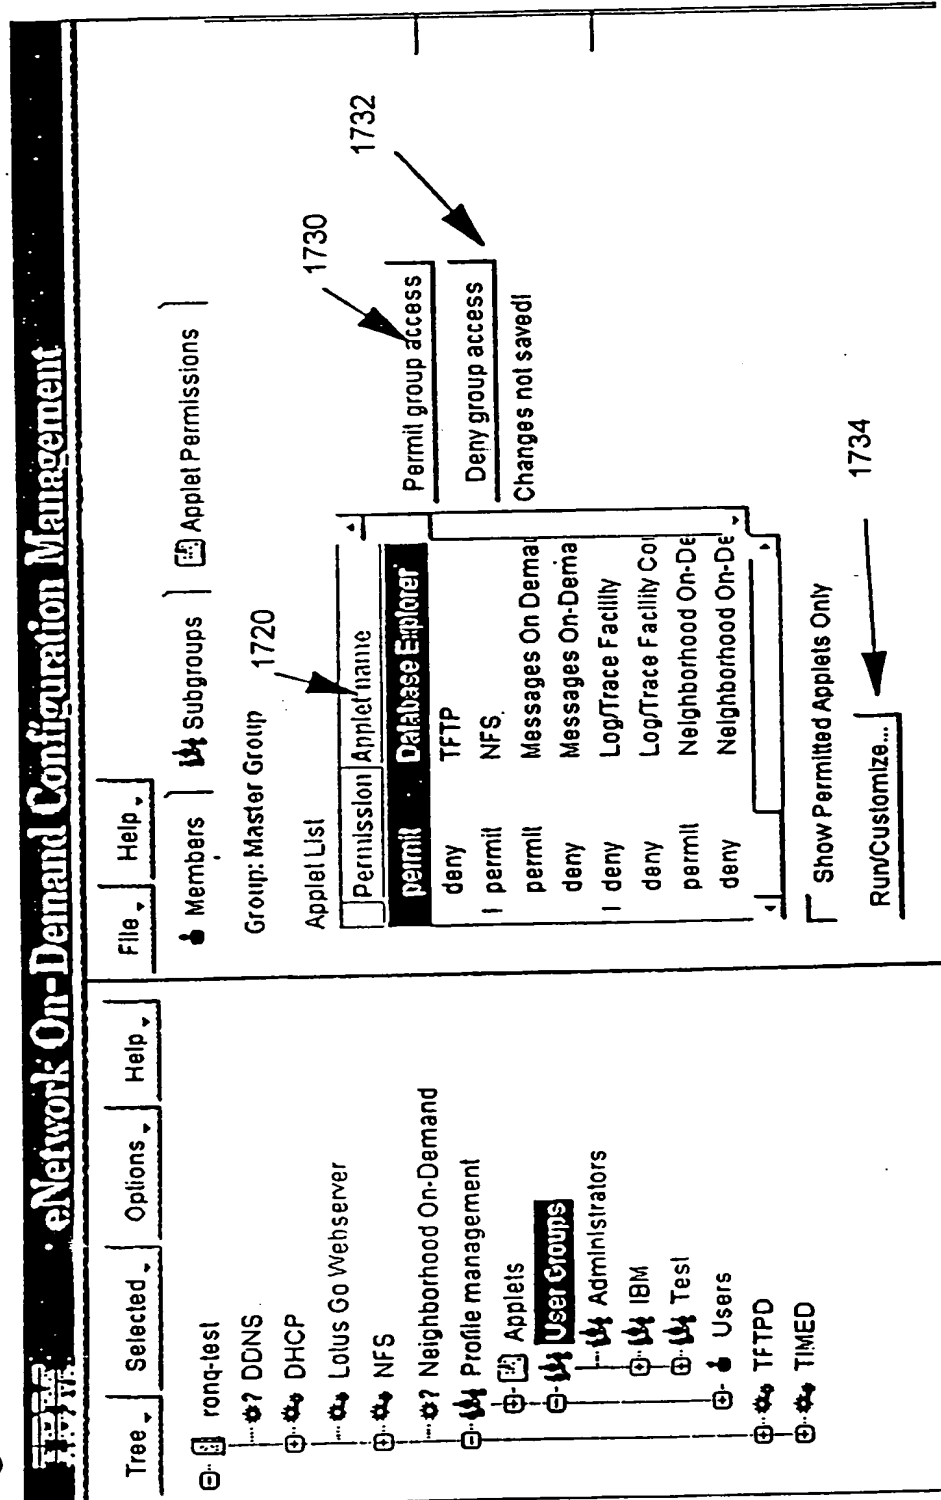 IBM eNetwork On-Demand Configuration Management
Tree Selected Options Help
ronq-test
? DDNS
DHCP
Lotus Go Webserver
NFS
? Neighborhood On-Demand
Profile management
Applets
User Groups
Administrators
IBM
Test
Users
TFTPD
TIMED
File Help
Members Subgroups Applet Permissions
Group: Master Group
1720
Applet List
Permission Applet name
permit Database Explorer
deny TFTP
permit NFS
permit Messages On Deman
deny Messages On-Dema
deny Log/Trace Facility
deny Log/Trace Facility Con
permit Neighborhood On-De
deny Neighborhood On-De
1730
Permit group access
1732
Deny group access
Changes not saved!
Show Permitted Applets Only
Run/Customize...
1734